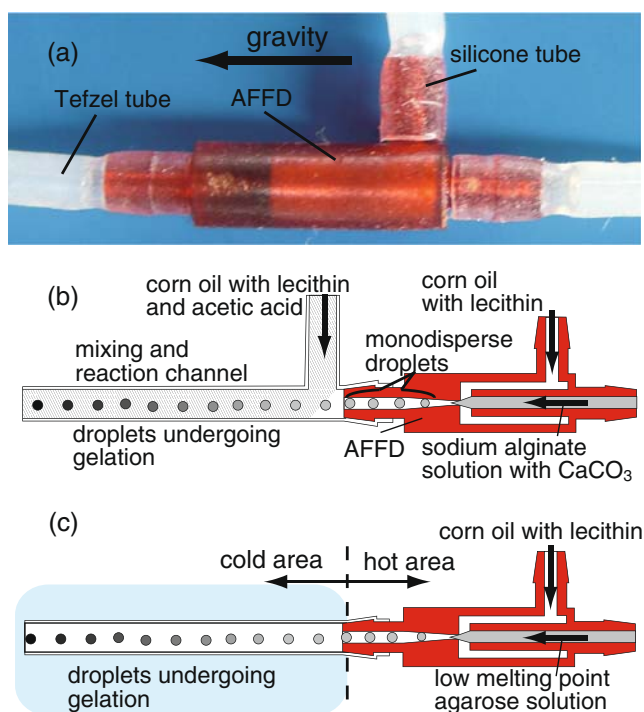 (a)
gravity
silicone tube
Tefzel tube
AFFD
(b)
corn oil with lecithin
and acetic acid
corn oil
with lecithin
mixing and
reaction channel
monodisperse
droplets
droplets undergoing
gelation
AFFD
sodium alginate
solution with CaCO₃
(c)
corn oil with lecithin
cold area
hot area
droplets undergoing
gelation
low melting point
agarose solution